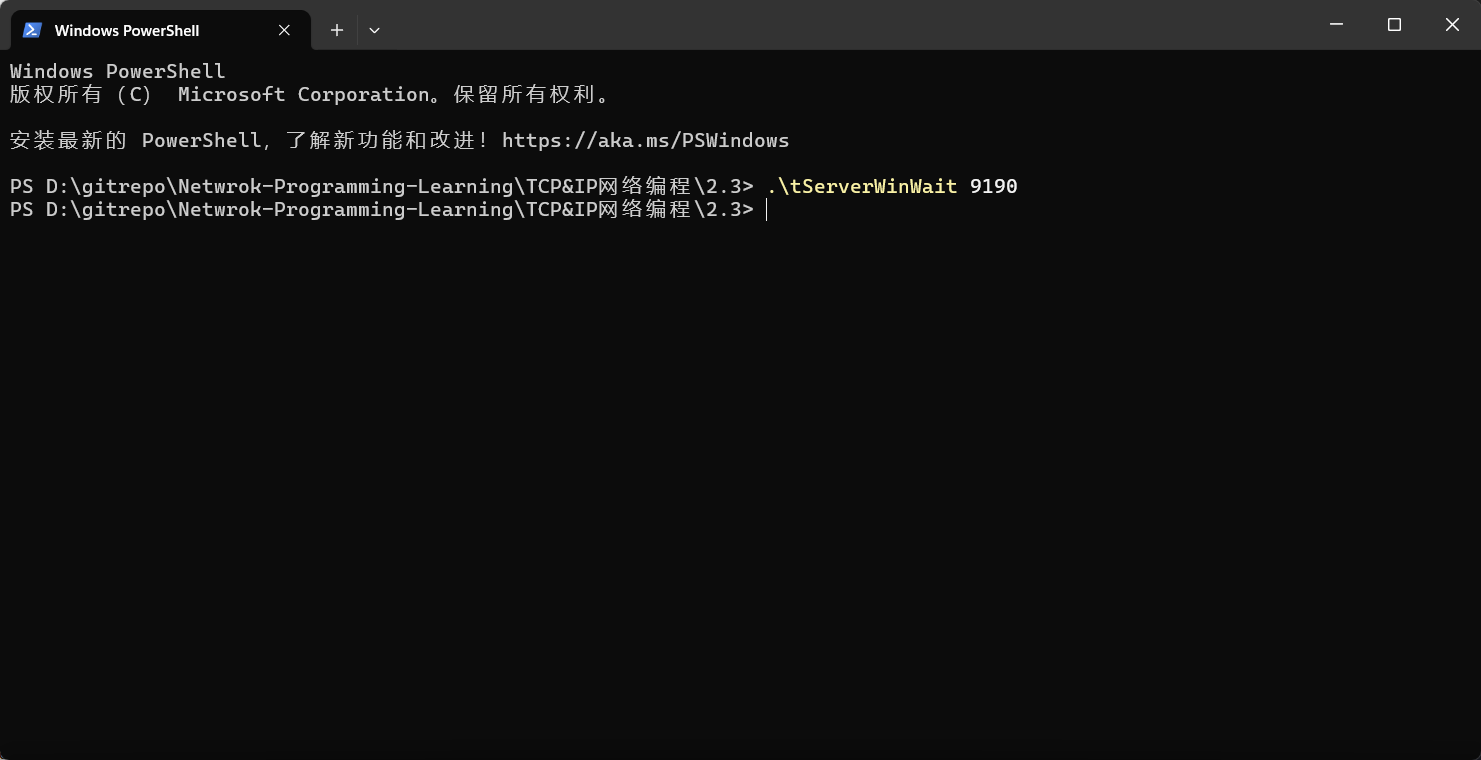 Windows PowerShell
Windows PowerShell
版权所有（C） Microsoft Corporation。保留所有权利。
安装最新的 PowerShell，了解新功能和改进！https://aka.ms/PSWindows
PS D:\gitrepo\Netwrok-Programming-Learning\TCP&IP网络编程\2.3> .\tServerWinWait 9190
PS D:\gitrepo\Netwrok-Programming-Learning\TCP&IP网络编程\2.3>